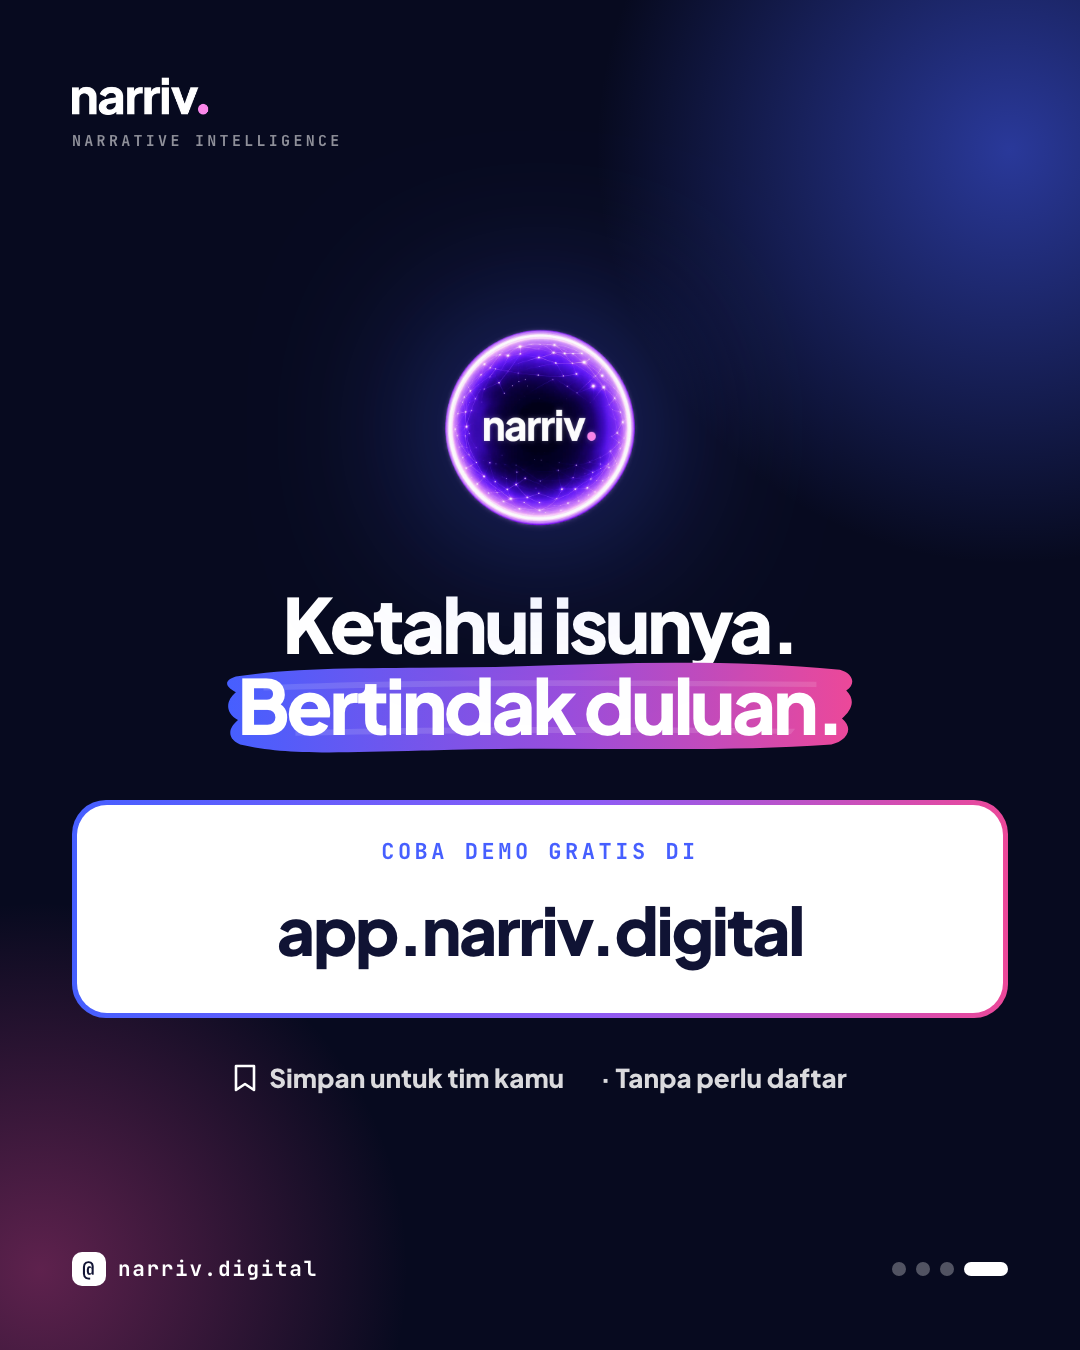 narriv.
NARRATIVE INTELLIGENCE
narriv.
Ketahui isunya.
Bertindak duluan.
COBA DEMO GRATIS DI
app.narriv.digital
Simpan untuk tim kamu · Tanpa perlu daftar
@ narriv.digital